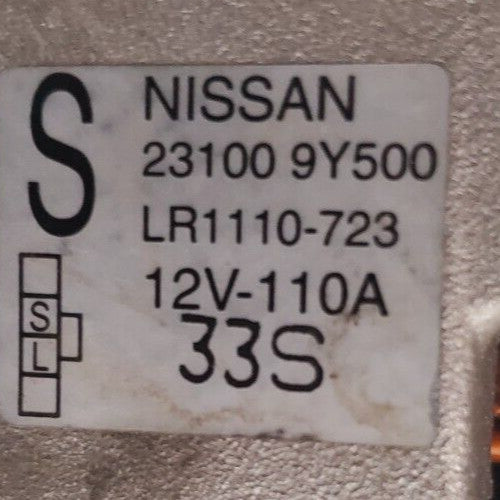 S
NISSAN
23100 9Y500
LR1110-723
12V-110A
33S
S
L